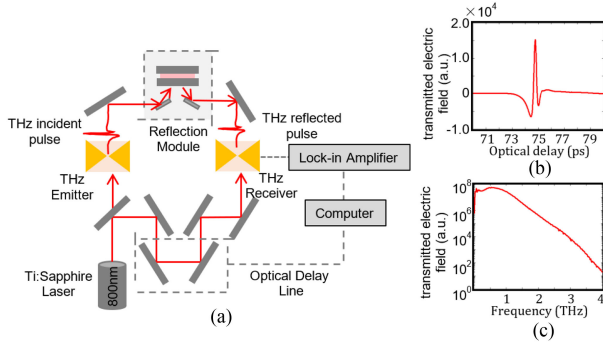 THz incident
pulse
Reflection
Module
THz reflected
pulse
THz
Emitter
THz
Receiver
Lock-in Amplifier
Computer
Ti:Sapphire
Laser
800nm
Optical Delay
Line
(a)
2.0 ×10⁴
1.0
0
-1.0
71 73 75 77 79
transmitted electric
field (a.u.)
Optical delay (ps)
(b)
10⁸
10⁶
10⁴
10²
10⁰
1 2 3 4
transmitted electric
field (a.u.)
Frequency (THz)
(c)